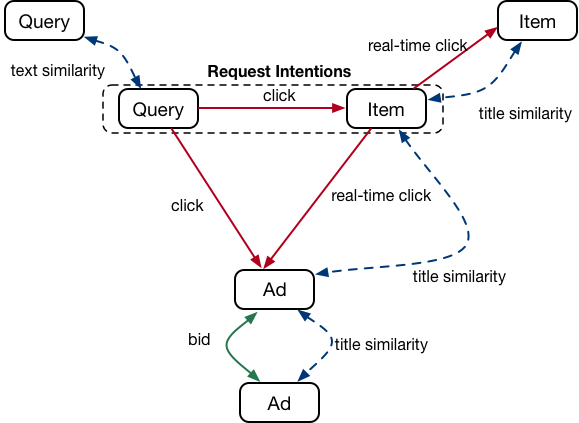 Query
Item
real-time click
text similarity
Request Intentions
click
title similarity
Query
Item
click
real-time click
title similarity
Ad
bid
title similarity
Ad